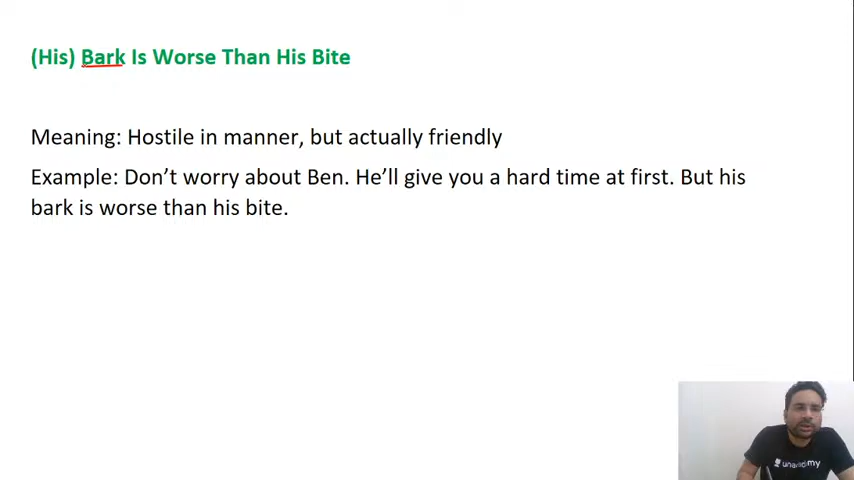 (His) Bark Is Worse Than His Bite
Meaning: Hostile in manner, but actually friendly
Example: Don’t worry about Ben. He’ll give you a hard time at first. But his
bark is worse than his bite.
unacademy